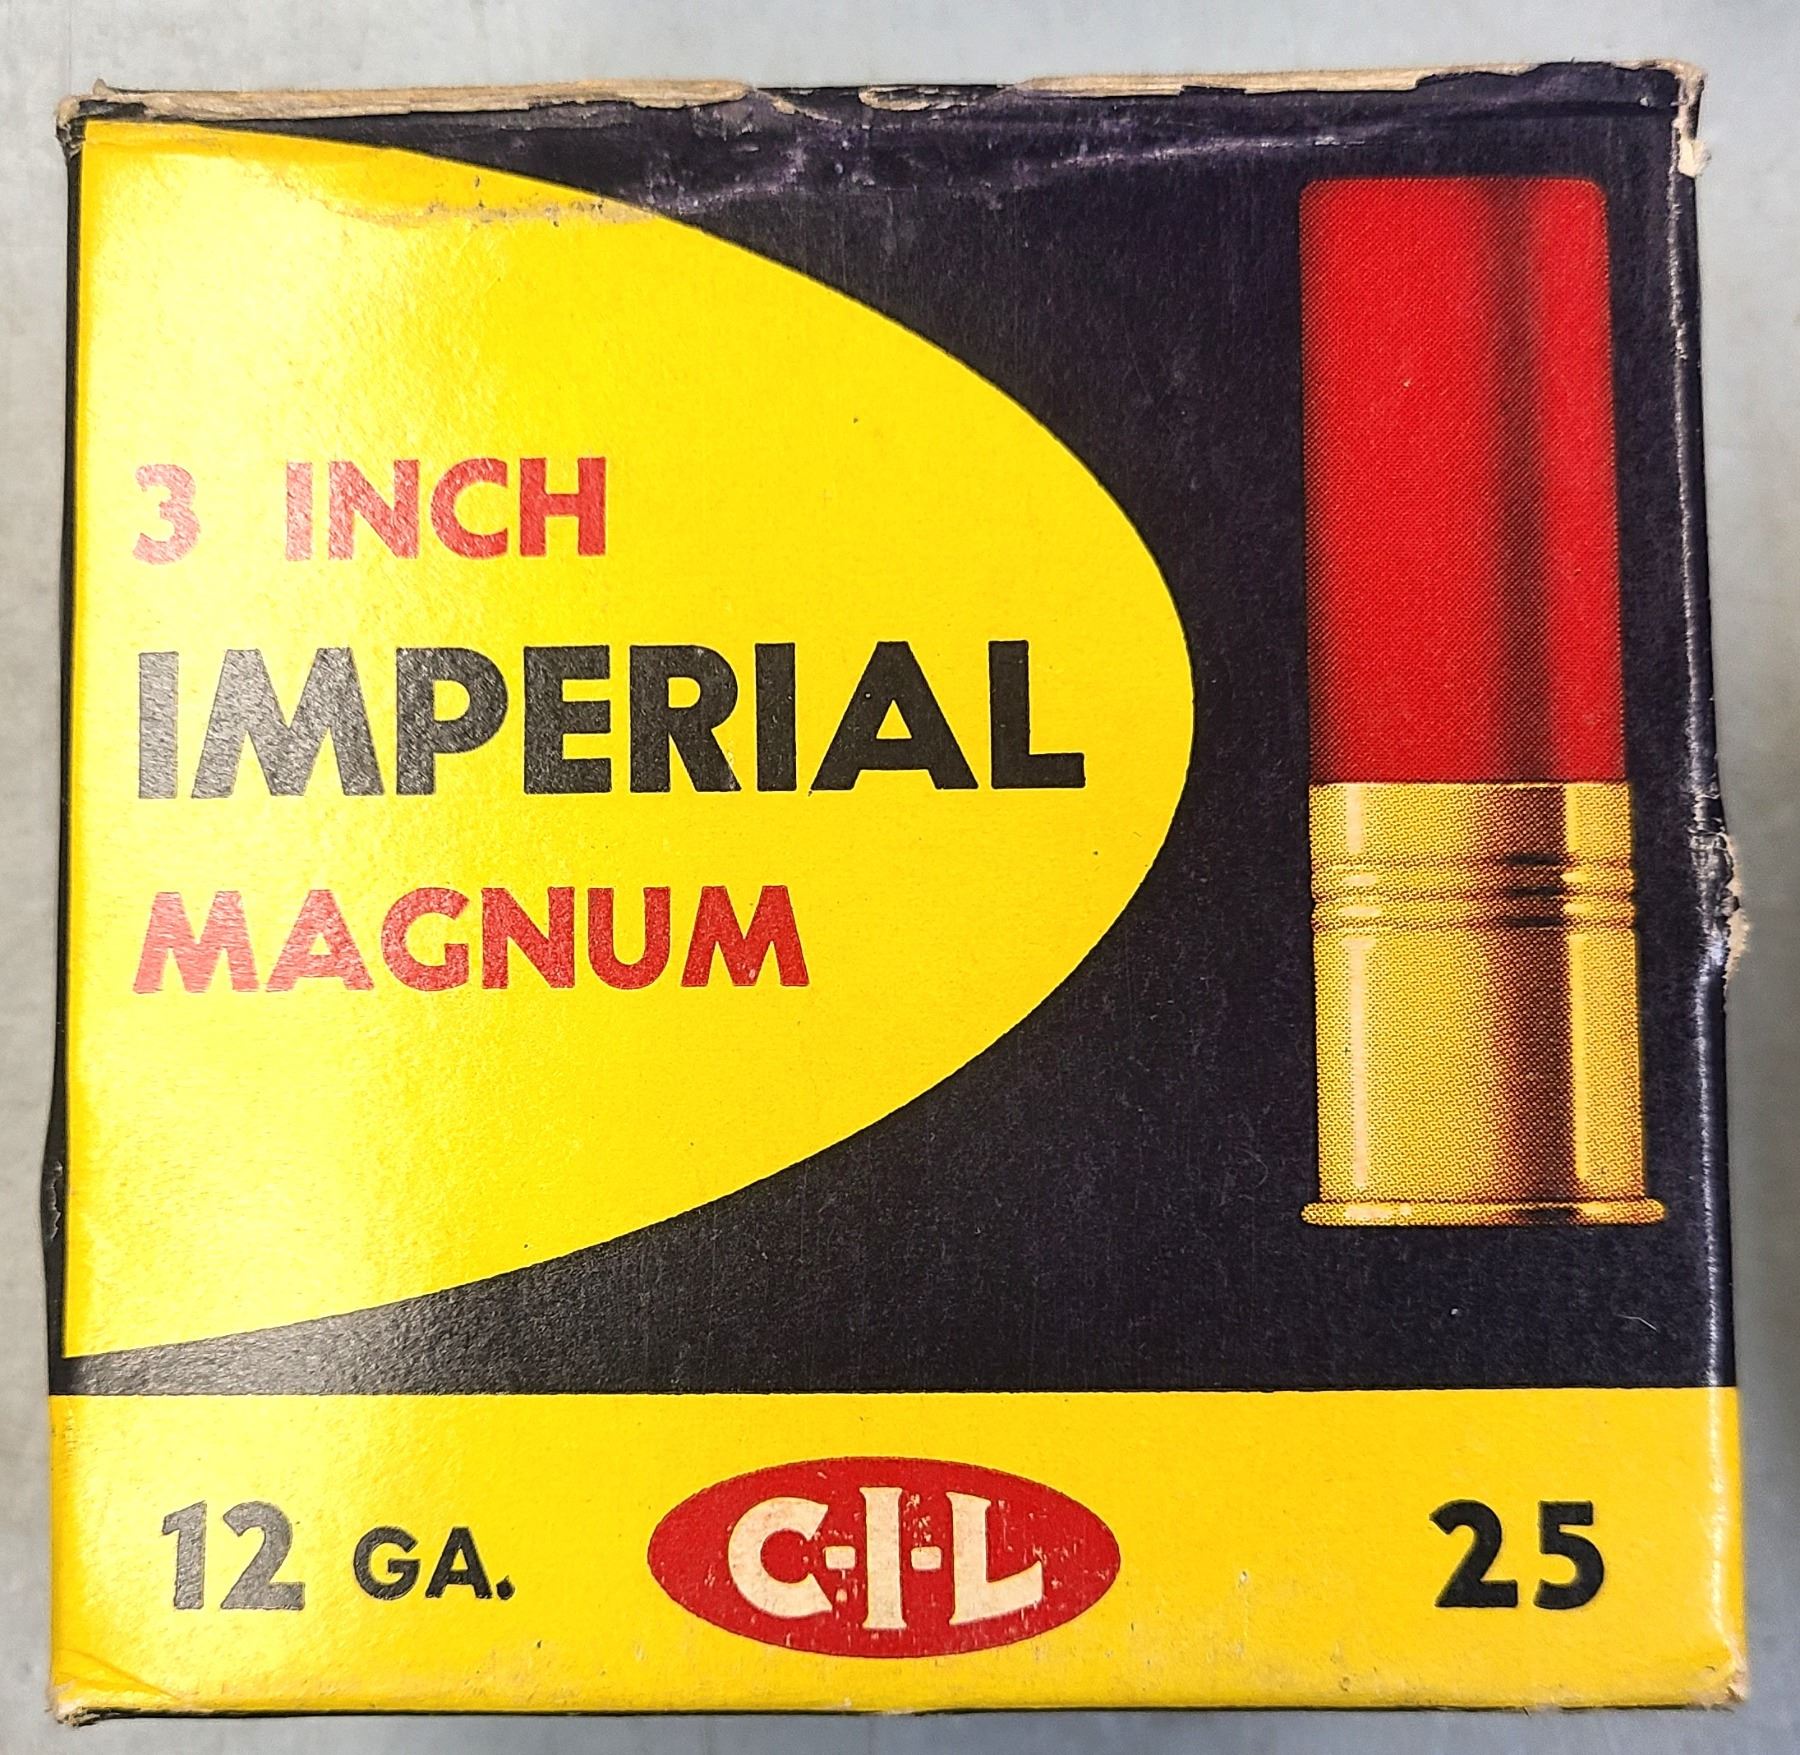 3 INCH
IMPERIAL
MAGNUM
12 GA.
C-I-L
25